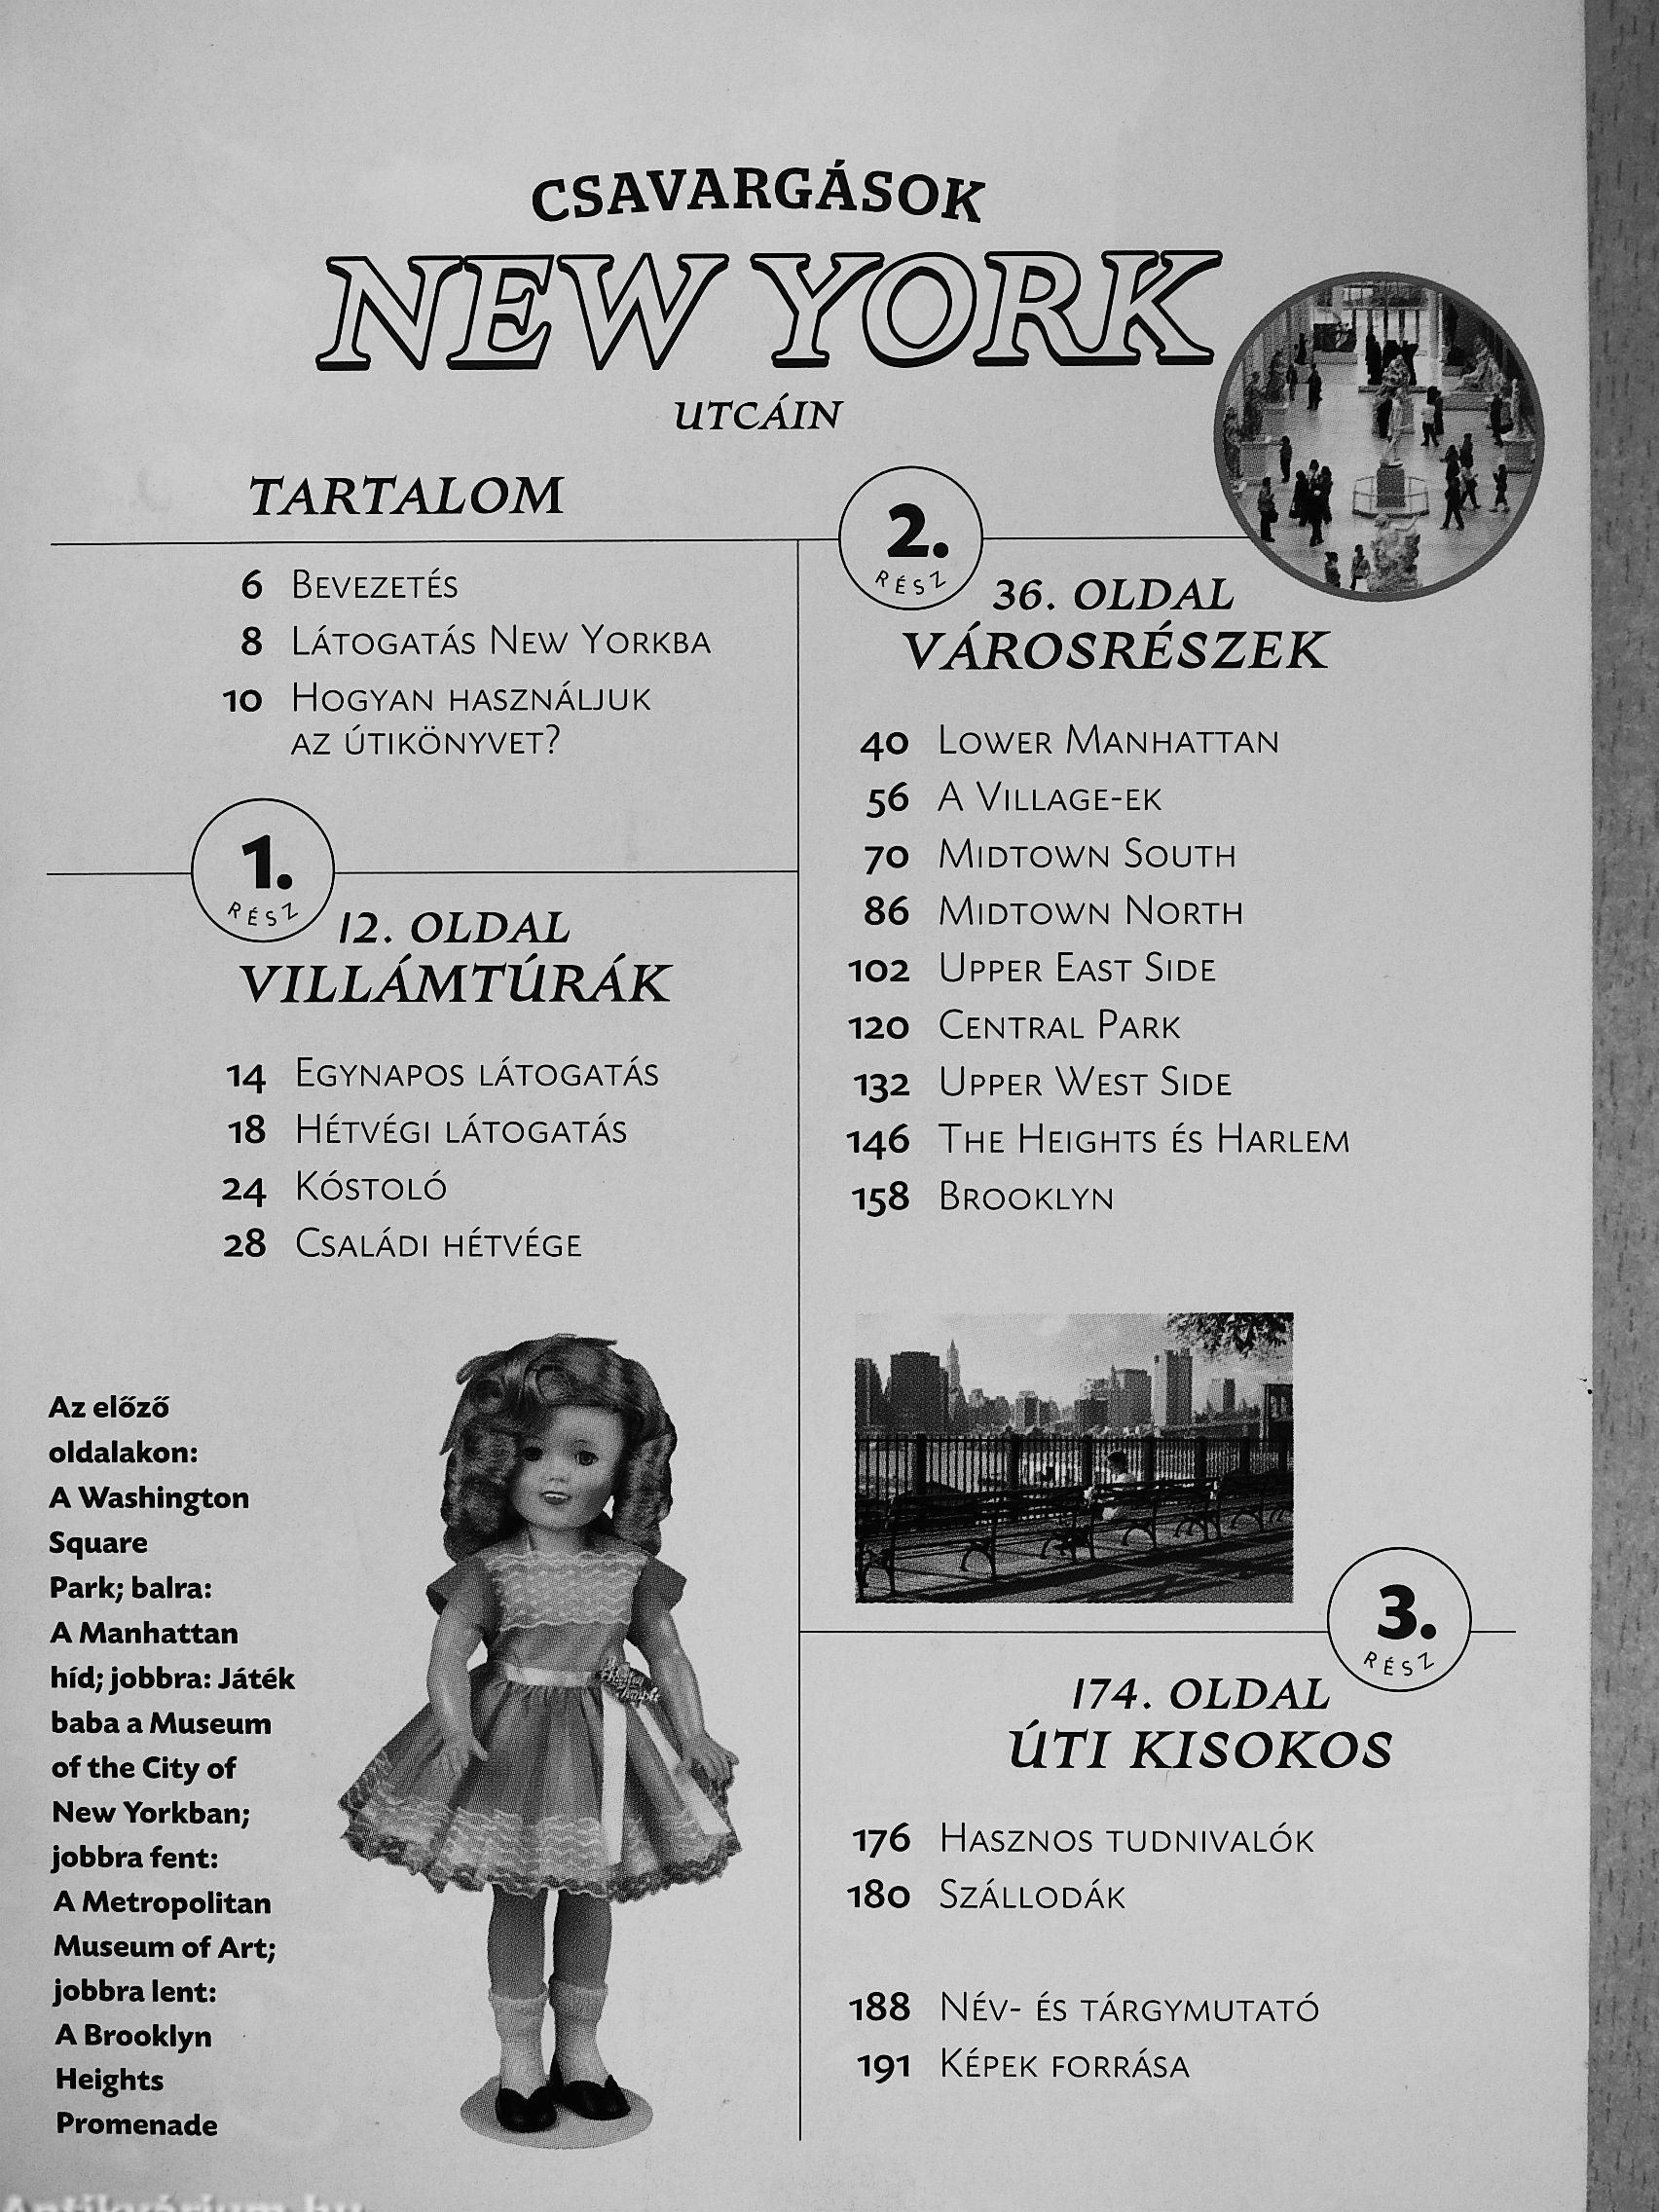 CSAVARGÁSOK
NEW YORK
UTCÁIN
TARTALOM
6 BEVEZETÉS
8 LÁTOGATÁS NEW YORKBA
10 HOGYAN HASZNÁLJUK
AZ ÚTIKÖNYVET?
1.
RÉSZ
12. OLDAL
VILLÁMTÚRÁK
14 EGYNAPOS LÁTOGATÁS
18 HÉTVÉGI LÁTOGATÁS
24 KÓSTOLÓ
28 CSALÁDI HÉTVÉGE
Az előző
oldalakon:
A Washington
Square
Park; balra:
A Manhattan
híd; jobbra: Játék
baba a Museum
of the City of
New Yorkban;
jobbra fent:
A Metropolitan
Museum of Art;
jobbra lent:
A Brooklyn
Heights
Promenade
2.
RÉSZ
36. OLDAL
VÁROSRÉSZEK
40 LOWER MANHATTAN
56 A VILLAGE-EK
70 MIDTOWN SOUTH
86 MIDTOWN NORTH
102 UPPER EAST SIDE
120 CENTRAL PARK
132 UPPER WEST SIDE
146 THE HEIGHTS ÉS HARLEM
158 BROOKLYN
3.
RÉSZ
174. OLDAL
ÚTI KISOKOS
176 HASZNOS TUDNIVALÓK
180 SZÁLLODÁK
188 NÉV- ÉS TÁRGYMUTATÓ
191 KÉPEK FORRÁSA
Antikvárium.hu